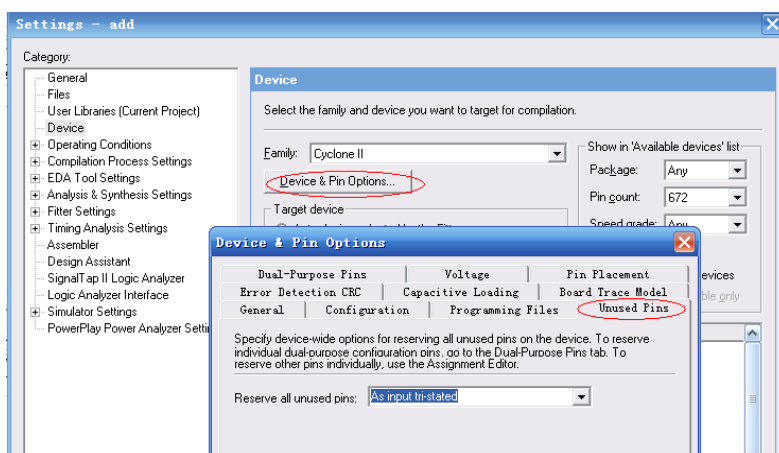 Settings - add
Category:
General
Files
User Libraries (Current Project)
Device
Operating Conditions
Compilation Process Settings
EDA Tool Settings
Analysis & Synthesis Settings
Fitter Settings
Timing Analysis Settings
Assembler
Design Assistant
SignalTap II Logic Analyzer
Logic Analyzer Interface
Simulator Settings
PowerPlay Power Analyzer Setti
Device
Select the family and device you want to target for compilation.
Family: Cyclone II
Device & Pin Options...
Target device
Show in 'Available devices' list
Package: Any
Pin count: 672
Speed grade: Any
evices
ble only
Device & Pin Options
Dual-Purpose Pins Voltage Pin Placement
Error Detection CRC Capacitive Loading Board Trace Model
General Configuration Programming Files Unused Pins
Specify device-wide options for reserving all unused pins on the device. To reserve
individual dual-purpose configuration pins, go to the Dual-Purpose Pins tab. To
reserve other pins individually, use the Assignment Editor.
Reserve all unused pins: As input tri-stated